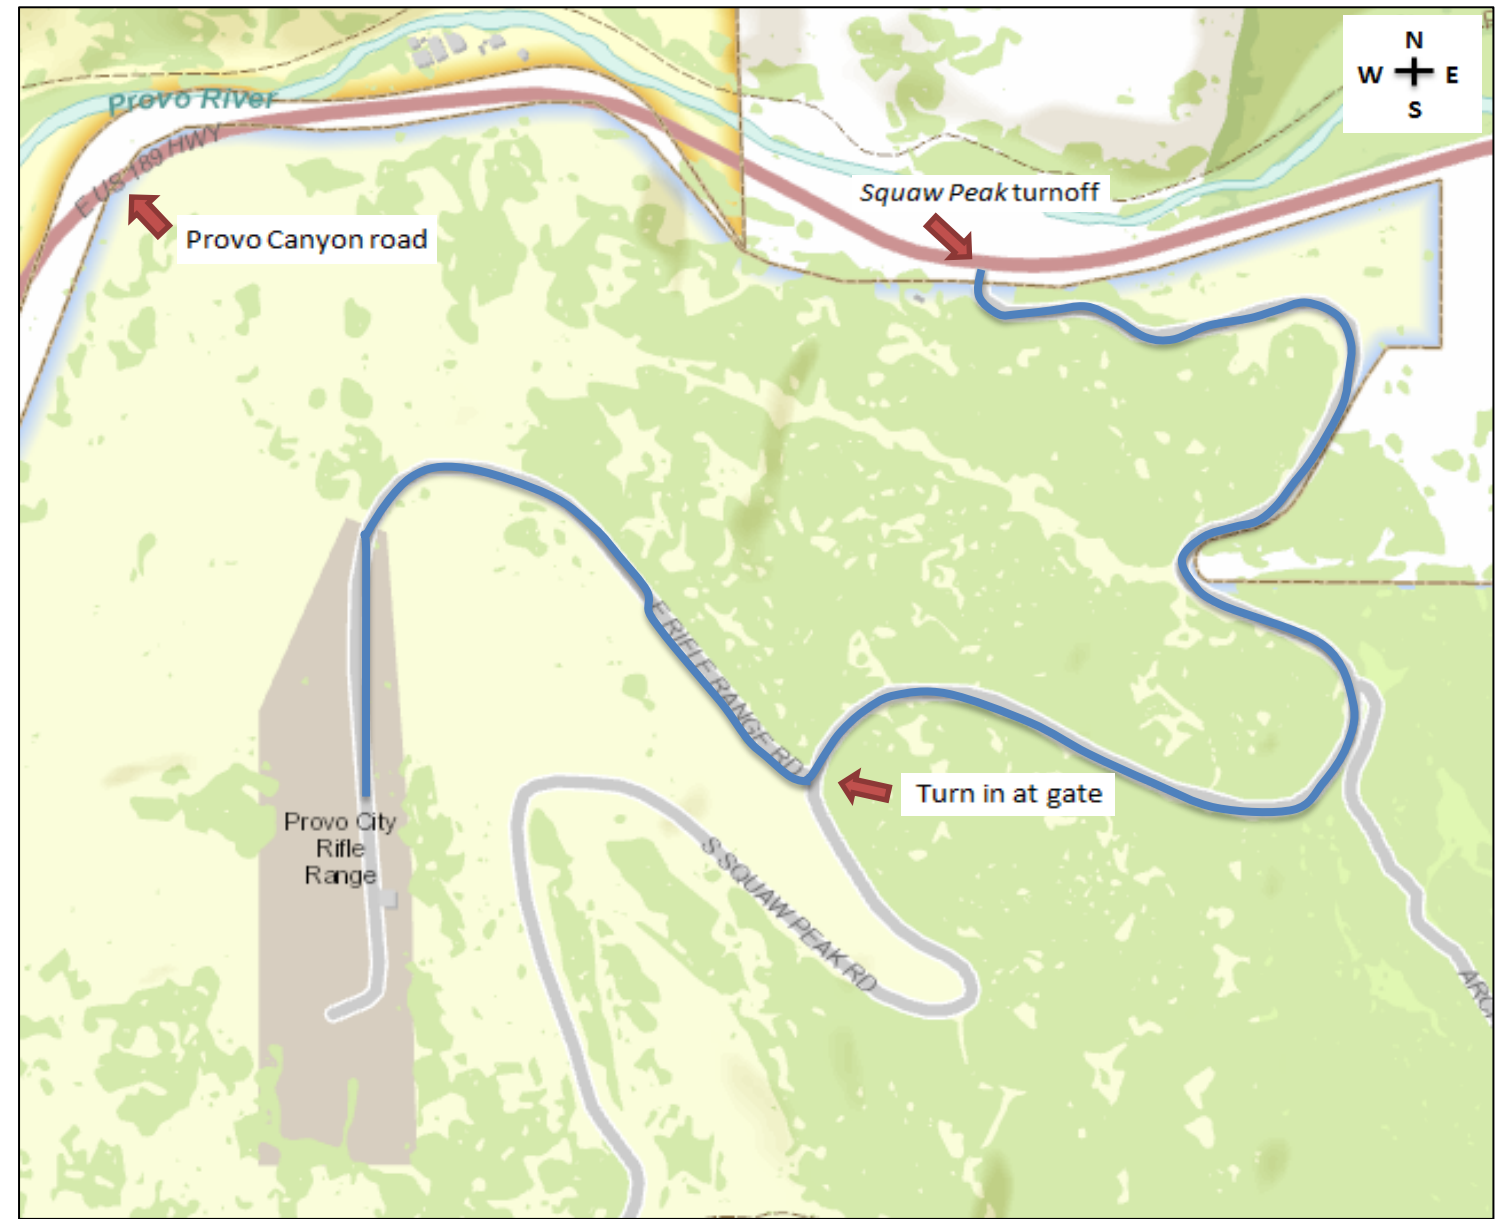 N
W E
S
Provo River
E US 189 HWY
Squaw Peak turnoff
Provo Canyon road
E RIFLE RANGE RD
Turn in at gate
Provo City
Rifle
Range
S SQUAW PEAK RD